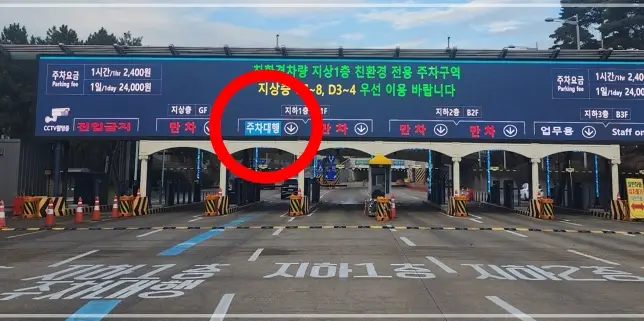 친환경차량 지상1층 친환경 전용 주차구역
지상층 ~8, D3~4 우선 이용 바랍니다
주차요금
Parking fee
1시간/1hr 2,400원
1일/1day 24,000원
주차요금
Parking fee
1시간/1hr 2,400원
1일/1day 24,000원
CCTV촬영중
지상층 GF
지하1층 1F
지하2층 B2F
B3F
진입금지
만차
주차대행
만차
만차
만차
업무용
Staff on
지하1층
주차대행
지하1층
지하2층